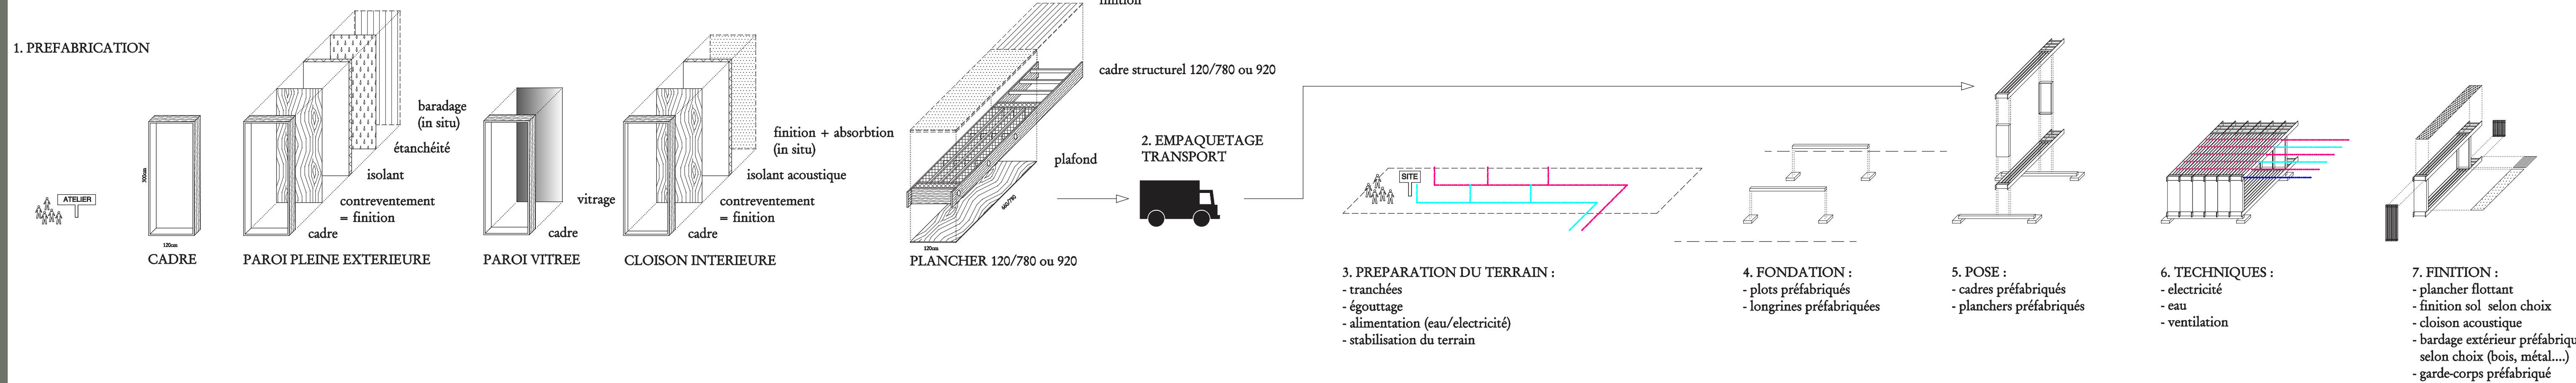 1. PREFABRICATION
ATELIER
300cm
120cm
CADRE
baradage
(in situ)
étanchéité
isolant
contreventement
= finition
cadre
PAROI PLEINE EXTERIEURE
vitrage
cadre
PAROI VITREE
finition + absorbtion
(in situ)
isolant acoustique
contreventement
= finition
cadre
CLOISON INTERIEURE
finition
cadre structurel 120/780 ou 920
plafond
120cm
PLANCHER 120/780 ou 920
2. EMPAQUETAGE
TRANSPORT
SITE
3. PREPARATION DU TERRAIN :
- tranchées
- égouttage
- alimentation (eau/electricité)
- stabilisation du terrain
4. FONDATION :
- plots préfabriqués
- longrines préfabriquées
5. POSE :
- cadres préfabriqués
- planchers préfabriqués
6. TECHNIQUES :
- electricité
- eau
- ventilation
7. FINITION :
- plancher flottant
- finition sol selon choix
- cloison acoustique
- bardage extérieur préfabriqu
selon choix (bois, métal....)
- garde-corps préfabriqué